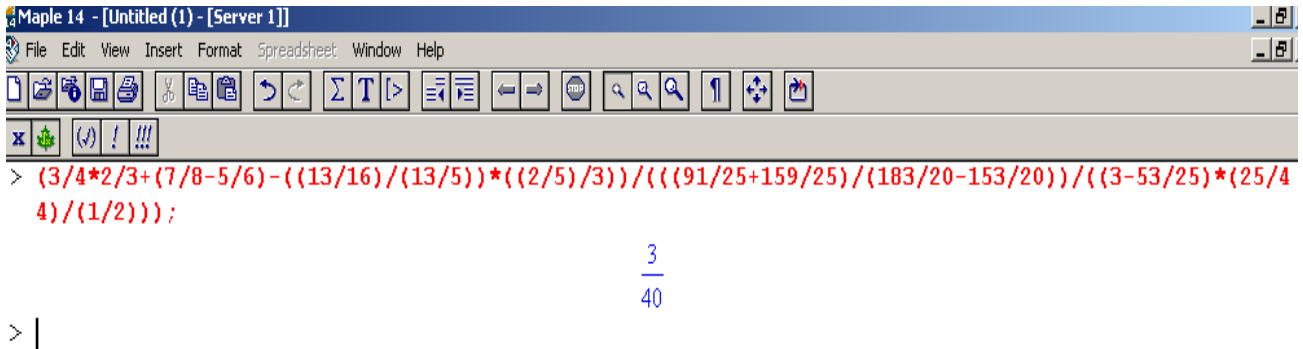 Maple 14 - [Untitled (1) - [Server 1]]
File Edit View Insert Format Spreadsheet Window Help
Σ T [> STOP ¶
x (√) ! !!!
> (3/4*2/3+(7/8-5/6)-((13/16)/(13/5))*((2/5)/3))/(((91/25+159/25)/(183/20-153/20))/((3-53/25)*(25/4
4)/(1/2)));
3
40
>